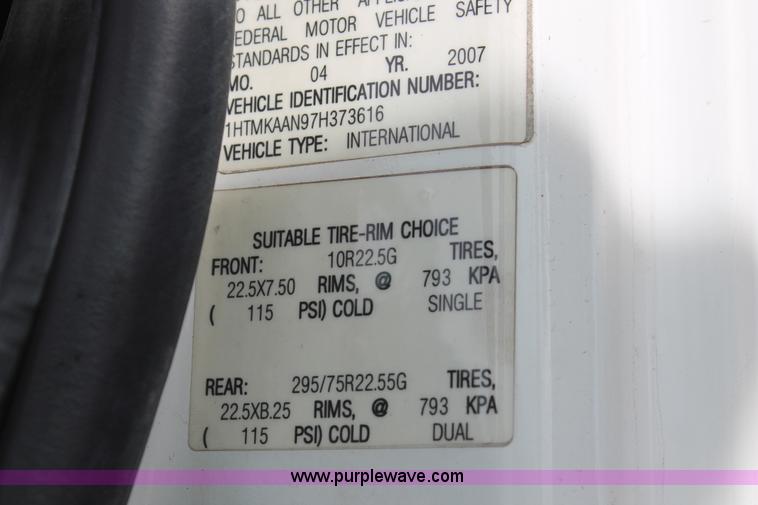 O ALL OTHER
FEDERAL MOTOR VEHICLE SAFETY
STANDARDS IN EFFECT IN:
MO. 04 YR. 2007
VEHICLE IDENTIFICATION NUMBER:
1HTMKAAN97H373616
VEHICLE TYPE: INTERNATIONAL
SUITABLE TIRE-RIM CHOICE
FRONT: 10R22.5G TIRES,
22.5X7.50 RIMS, @ 793 KPA
( 115 PSI) COLD SINGLE
REAR: 295/75R22.55G TIRES,
22.5XB.25 RIMS, @ 793 KPA
( 115 PSI) COLD DUAL
www.purplewave.com